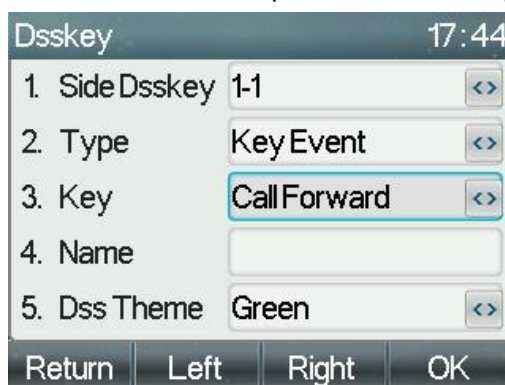 Dsskey 17:44
1. Side Dsskey 1-1
2. Type Key Event
3. Key Call Forward
4. Name
5. Dss Theme Green
Return Left Right OK